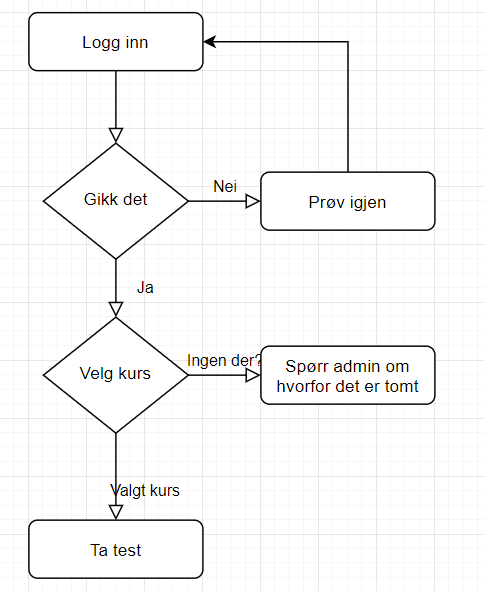 Logg inn
Gikk det
Nei
Prøv igjen
Ja
Velg kurs
Ingen der?
Spørr admin om
hvorfor det er tomt
Valgt kurs
Ta test